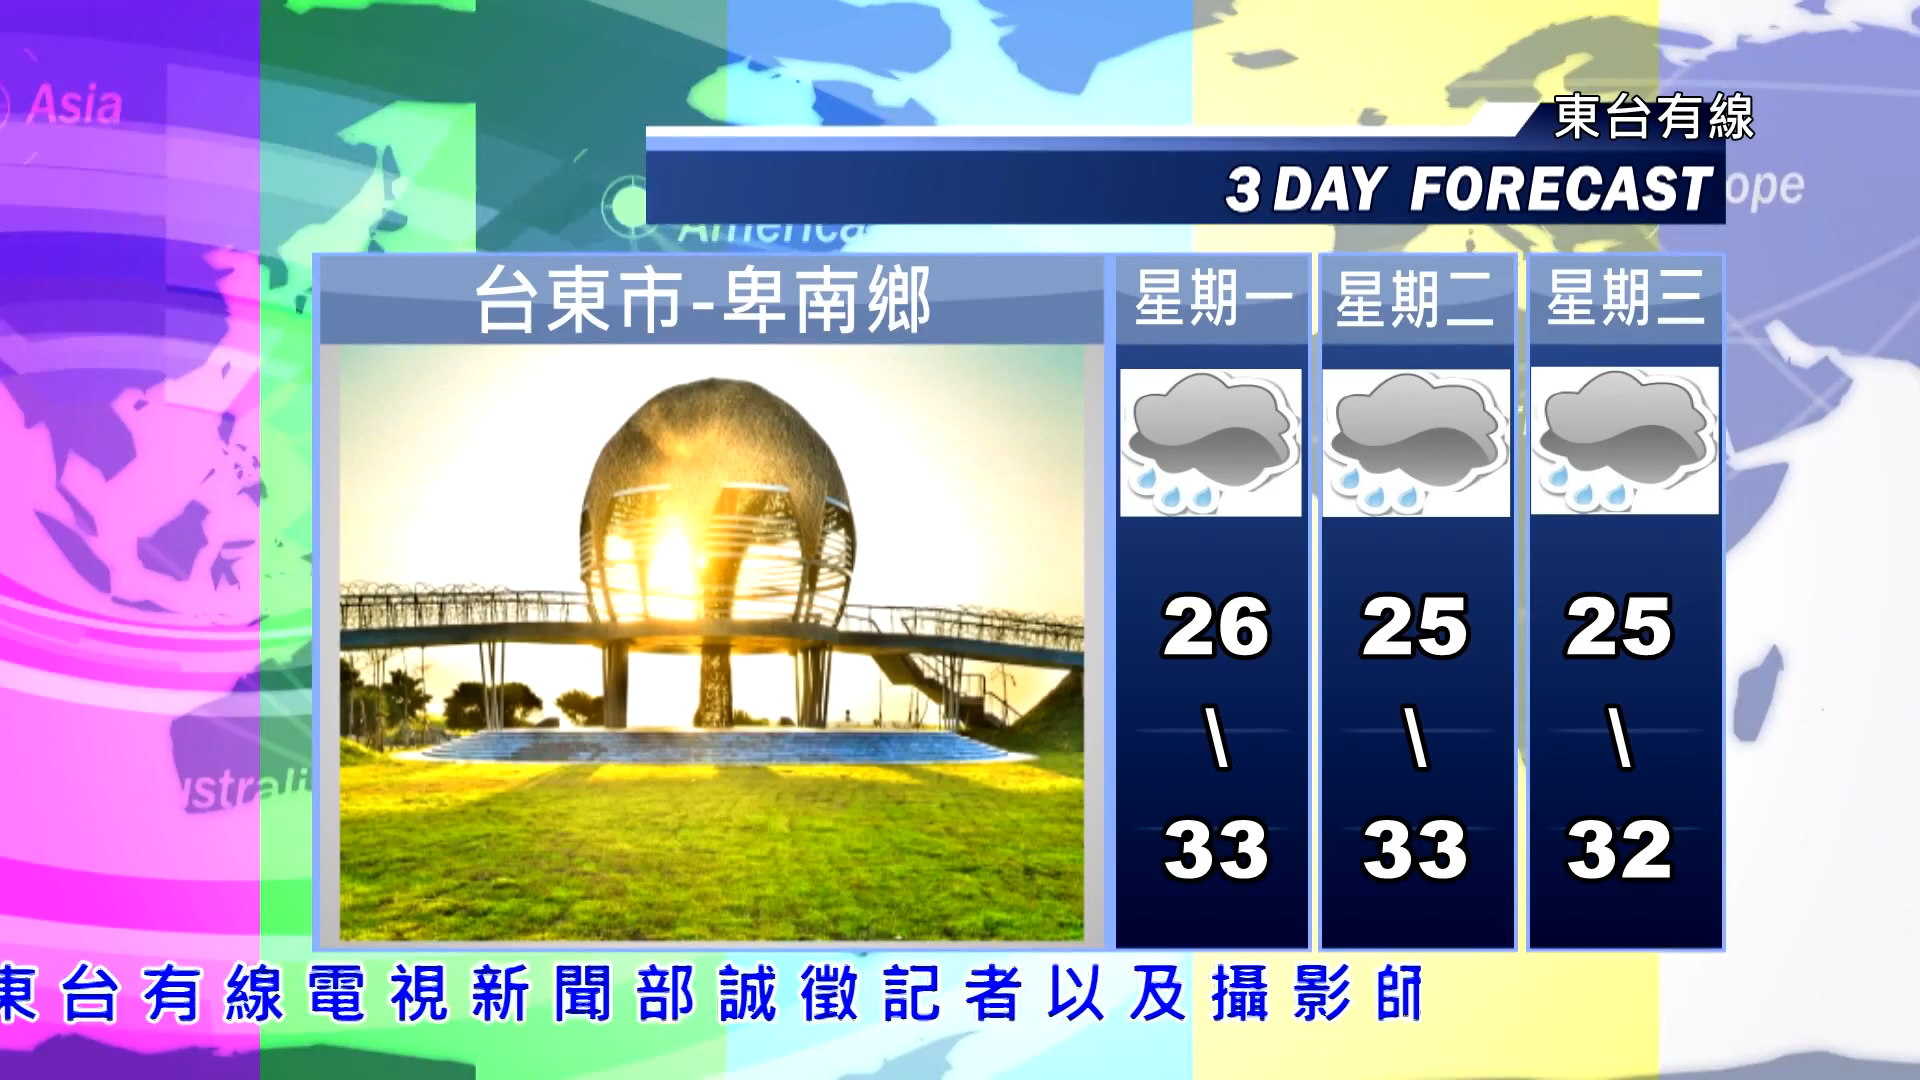 Asia
東台有線
3 DAY FORECAST
America
ope
台東市-卑南鄉
星期一
星期二
星期三
26
\
33
25
\
33
25
\
32
ustrali
東台有線電視新聞部誠徵記者以及攝影師